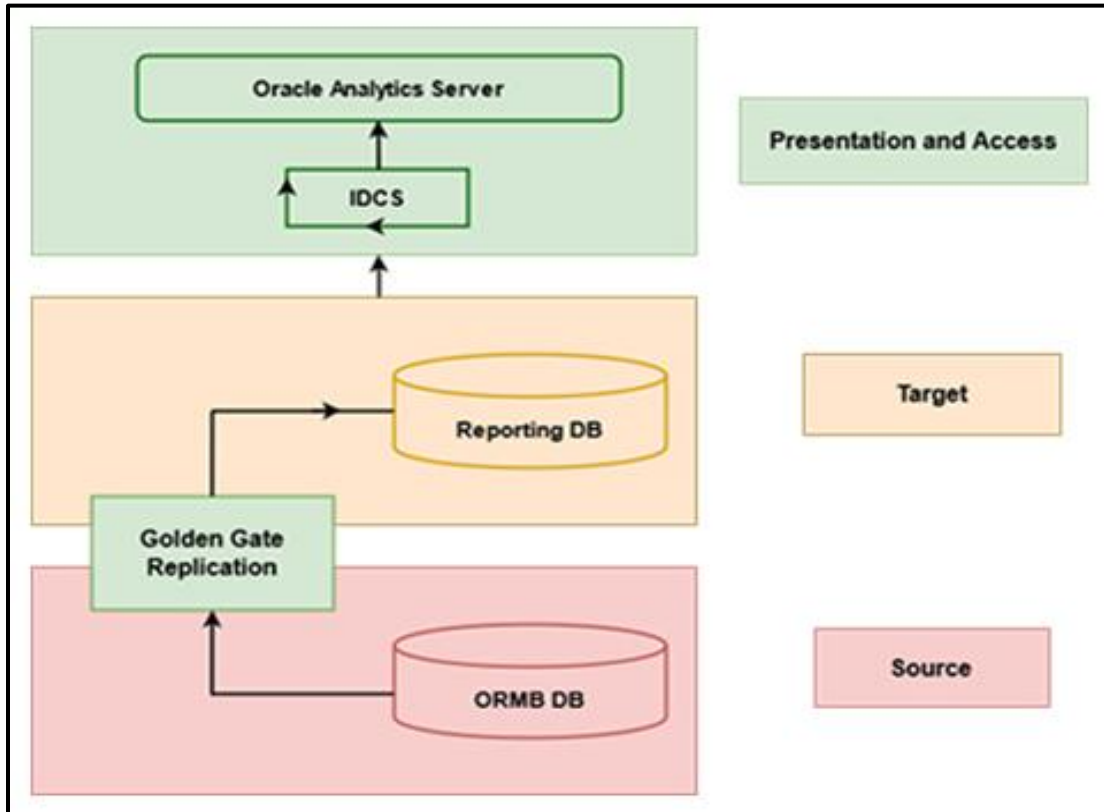 Oracle Analytics Server
IDCS
Presentation and Access
Reporting DB
Target
Golden Gate
Replication
ORMB DB
Source